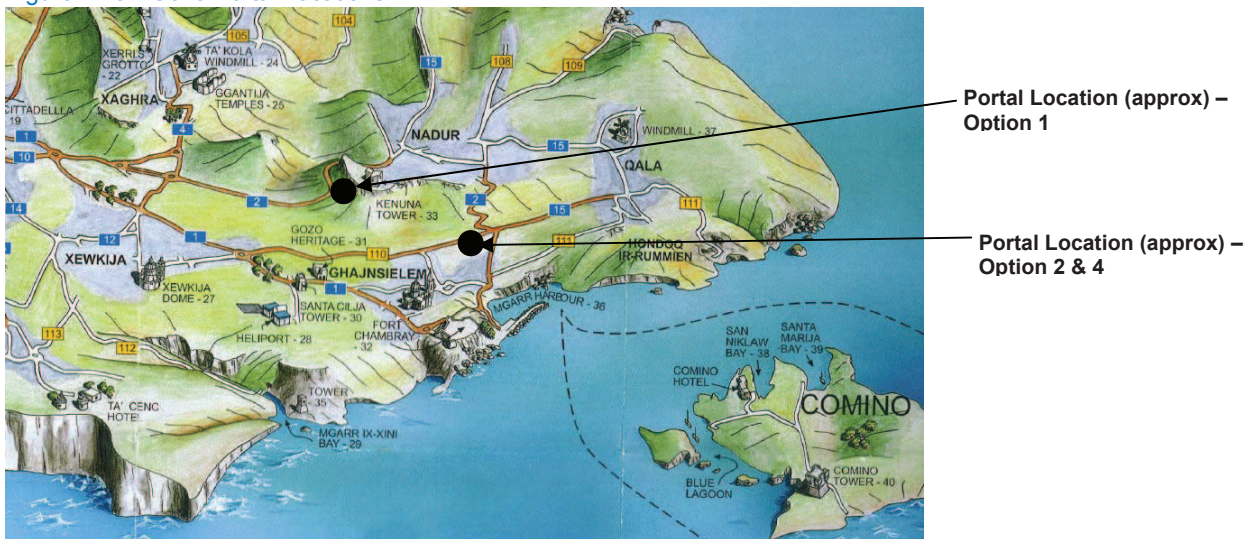 104
105
15
108
109
XERRI'S
GROTTO
- 22
TA' KOLA
WINDMILL - 24
GGANTIJA
TEMPLES - 25
XAGHRA
CITTADELLA
19
1
10
4
NADUR
WINDMILL - 37
15
QALA
Portal Location (approx) –
Option 1
2
KENUNA
TOWER - 33
2
15
111
14
12
1
GOZO
HERITAGE - 31
110
111
HONDOQ
IR-RUMMIEN
Portal Location (approx) –
Option 2 & 4
XEWKIJA
XEWKIJA
DOME - 27
GHAJNSIELEM
1
SANTA CILJA
TOWER - 30
HELIPORT - 28
FORT
CHAMBRAY
- 32
MGARR HARBOUR - 36
113
112
TA' CENC
HOTEL
TOWER
- 35
MGARR IX-XINI
BAY - 29
SAN
NIKLAW
BAY - 38
SANTA
MARIJA
BAY - 39
COMINO
HOTEL
COMINO
BLUE
LAGOON
COMINO
TOWER - 40